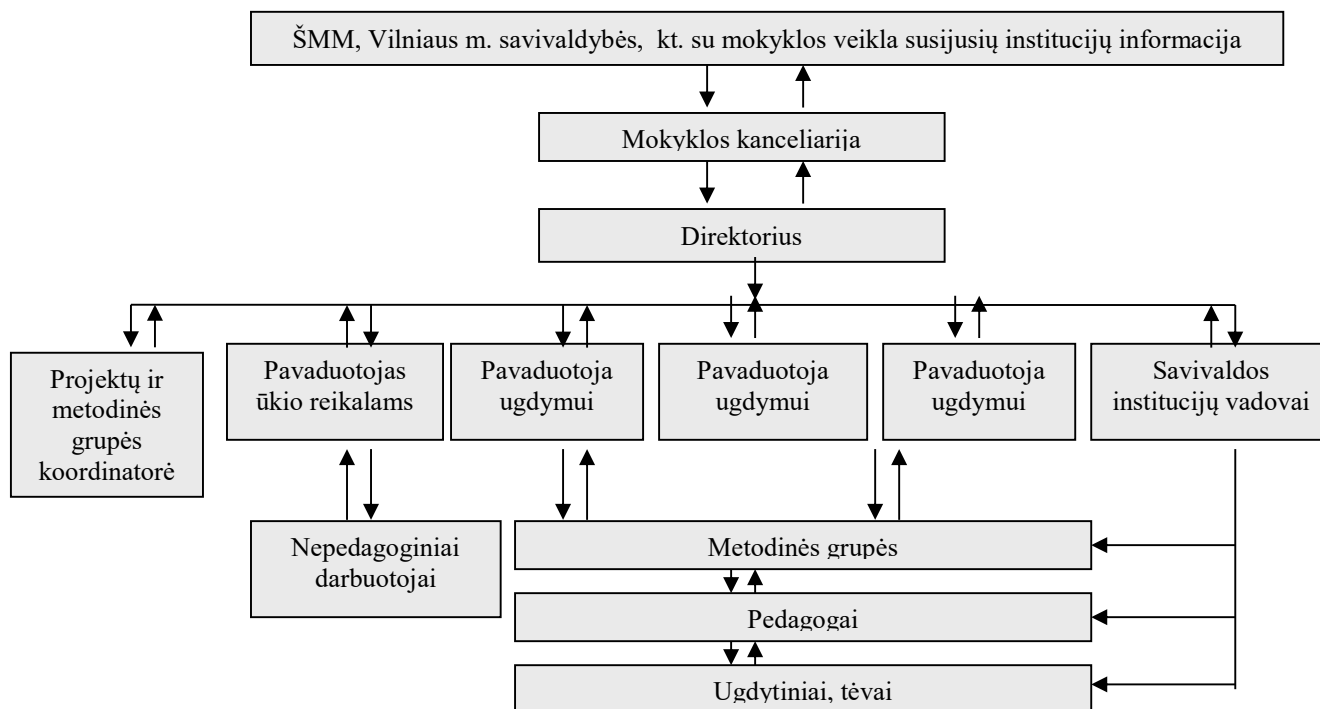 ŠMM, Vilniaus m. savivaldybės, kt. su mokyklos veikla susijusių institucijų informacija
Mokyklos kanceliarija
Direktorius
Projektų ir
metodinės
grupės
koordinatorė
Pavaduotojas
ūkio reikalams
Pavaduotoja
ugdymui
Pavaduotoja
ugdymui
Pavaduotoja
ugdymui
Savivaldos
institucijų vadovai
Nepedagoginiai
darbuotojai
Metodinės grupės
Pedagogai
Ugdytiniai, tėvai